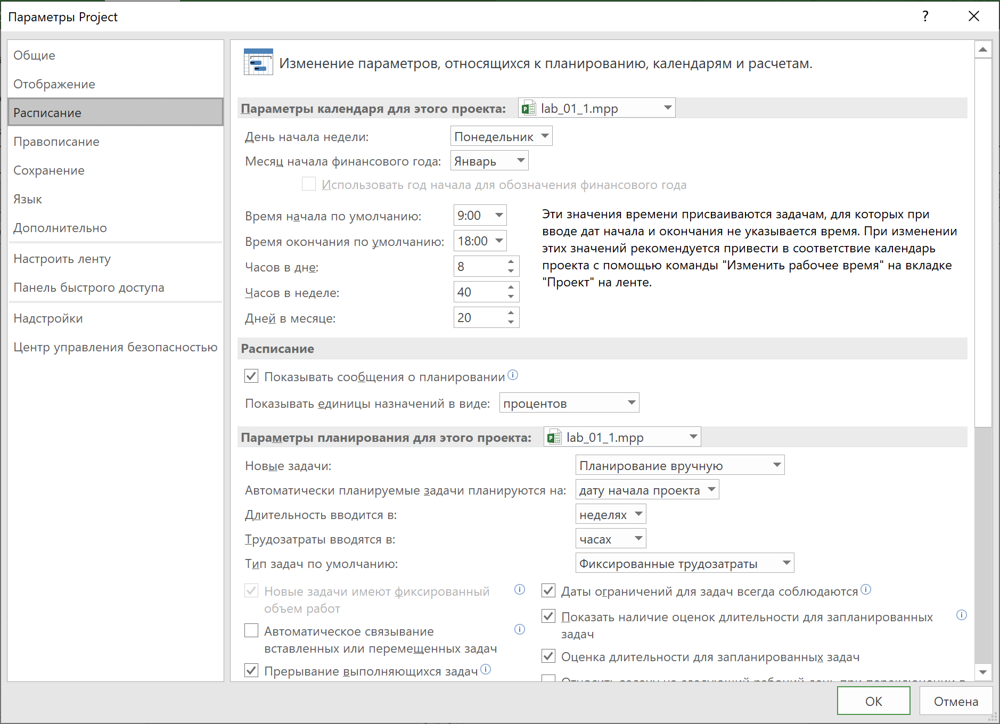 Параметры Project
?
Общие
Отображение
Расписание
Правописание
Сохранение
Язык
Дополнительно
Настроить ленту
Панель быстрого доступа
Надстройки
Центр управления безопасностью
Изменение параметров, относящихся к планированию, календарям и расчетам.
Параметры календаря для этого проекта: lab_01_1.mpp
День начала недели: Понедельник
Месяц начала финансового года: Январь
Использовать год начала для обозначения финансового года
Время начала по умолчанию: 9:00
Время окончания по умолчанию: 18:00
Часов в дне: 8
Часов в неделе: 40
Дней в месяце: 20
Эти значения времени присваиваются задачам, для которых при
вводе дат начала и окончания не указывается время. При изменении
этих значений рекомендуется привести в соответствие календарь
проекта с помощью команды "Изменить рабочее время" на вкладке
"Проект" на ленте.
Расписание
Показывать сообщения о планировании
Показывать единицы назначений в виде: процентов
Параметры планирования для этого проекта: lab_01_1.mpp
Новые задачи: Планирование вручную
Автоматически планируемые задачи планируются на: дату начала проекта
Длительность вводится в: неделях
Трудозатраты вводятся в: часах
Тип задач по умолчанию: Фиксированные трудозатраты
Новые задачи имеют фиксированный
объем работ
Автоматическое связывание
вставленных или перемещенных задач
Прерывание выполняющихся задач
Даты ограничений для задач всегда соблюдаются
Показать наличие оценок длительности для запланированных
задач
Оценка длительности для запланированных задач
Относить задачу на следующий рабочий день при переключении в
ОК
Отмена